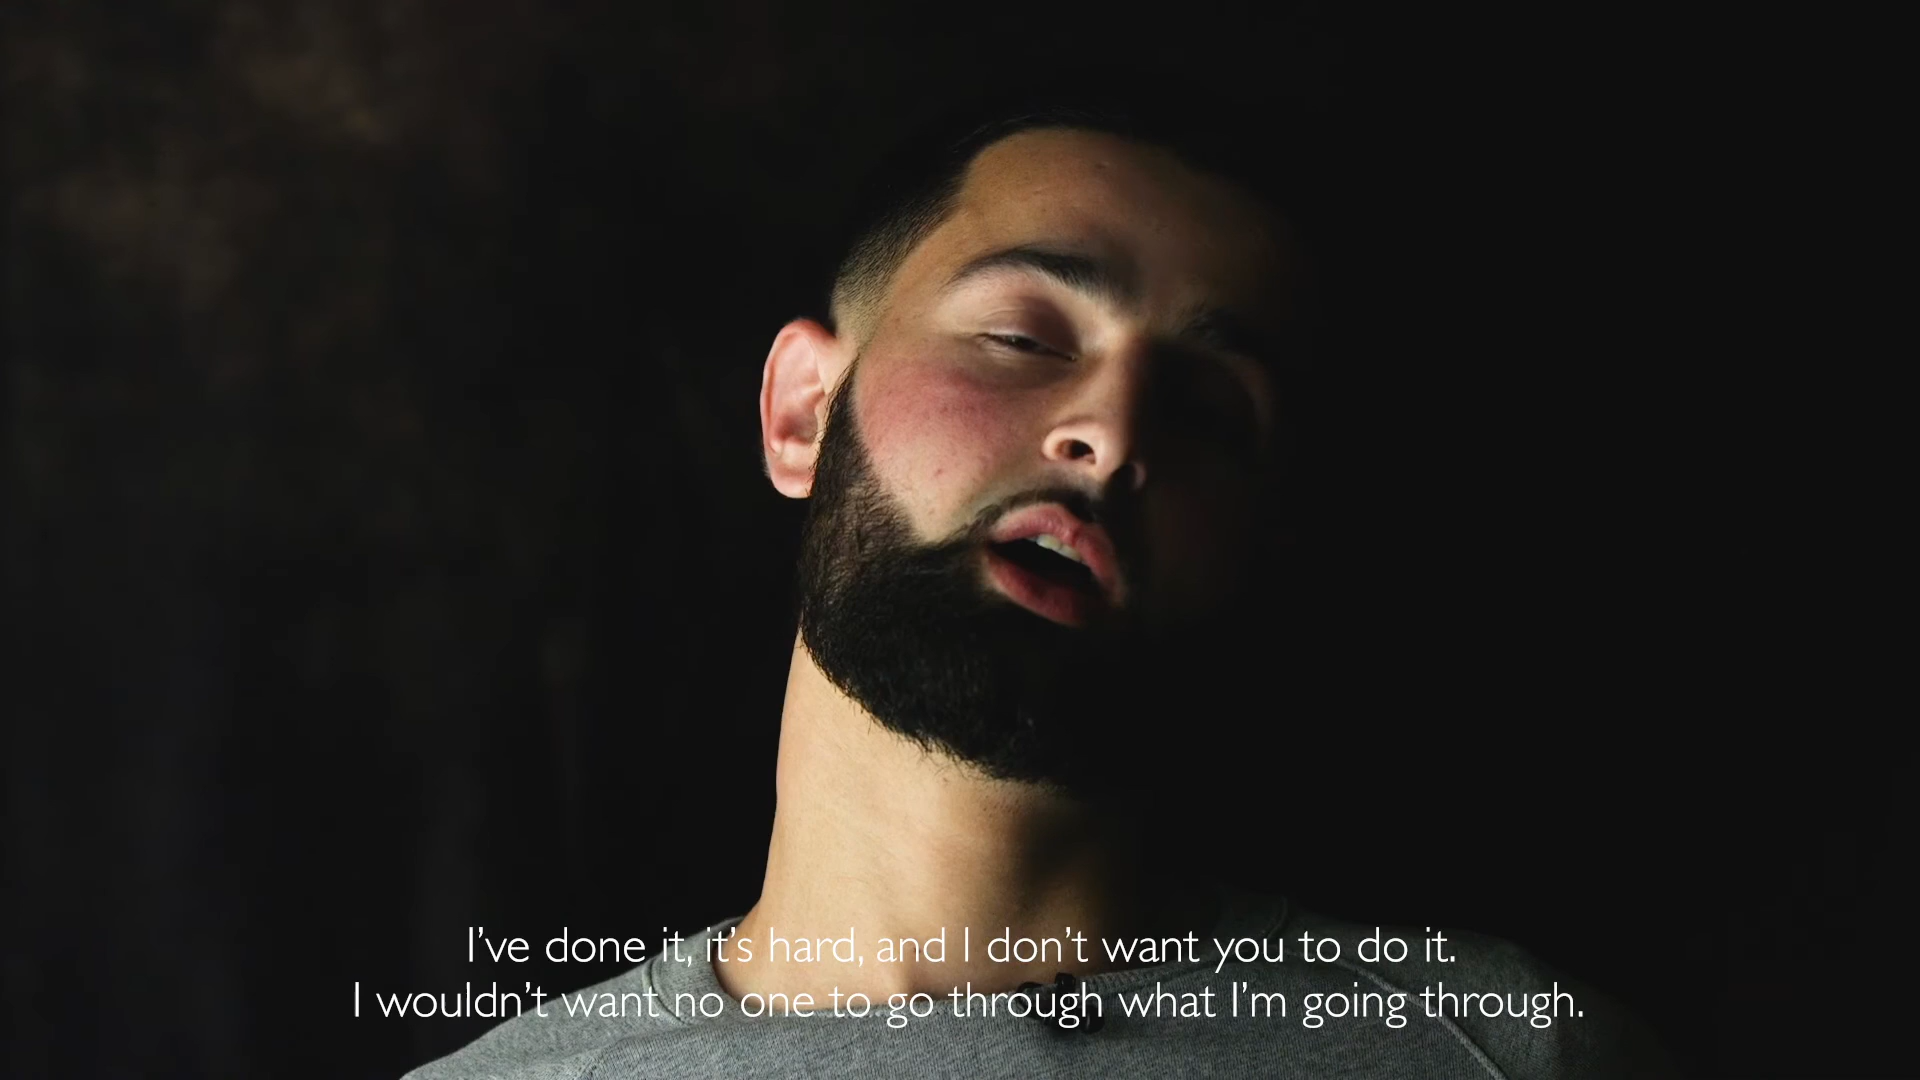 I’ve done it, it’s hard, and I don’t want you to do it.
I wouldn’t want no one to go through what I’m going through.